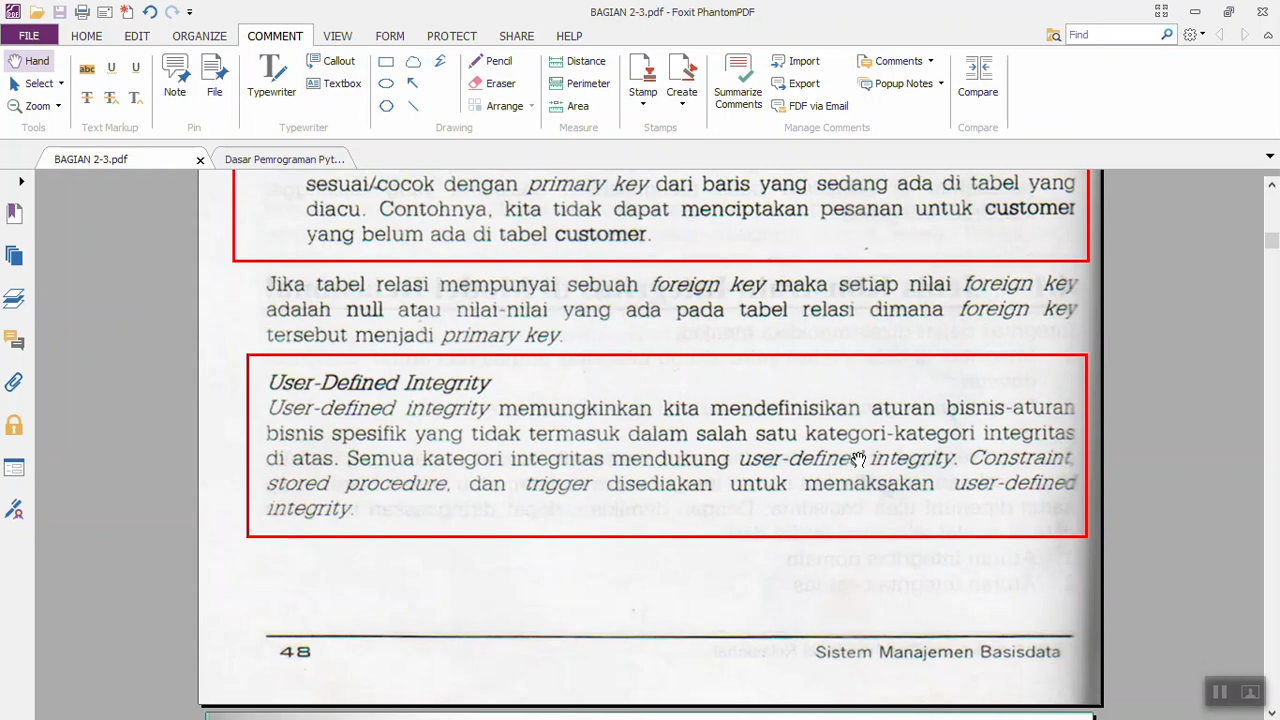 BAGIAN 2-3.pdf - Foxit PhantomPDF
FILE HOME EDIT ORGANIZE COMMENT VIEW FORM PROTECT SHARE HELP Find
Hand Select Zoom Tools
abc U U T T T Text Markup
Note File Pin
Typewriter Callout Textbox Typewriter
Pencil Eraser Arrange Drawing
Distance Perimeter Area Measure
Stamp Create Stamps
Summarize Comments Import Export FDF via Email Comments Popup Notes Manage Comments
Compare Compare
BAGIAN 2-3.pdf Dasar Pemrograman Pyt...
sesuai/cocok dengan primary key dari baris yang sedang ada di tabel yang
diacu. Contohnya, kita tidak dapat menciptakan pesanan untuk customer
yang belum ada di tabel customer.
Jika tabel relasi mempunyai sebuah foreign key maka setiap nilai foreign key
adalah null atau nilai-nilai yang ada pada tabel relasi dimana foreign key
tersebut menjadi primary key.
User-Defined Integrity
User-defined integrity memungkinkan kita mendefinisikan aturan bisnis-aturan
bisnis spesifik yang tidak termasuk dalam salah satu kategori-kategori integritas
di atas. Semua kategori integritas mendukung user-defined integrity. Constraint,
stored procedure, dan trigger disediakan untuk memaksakan user-defined
integrity.
48 Sistem Manajemen Basisdata